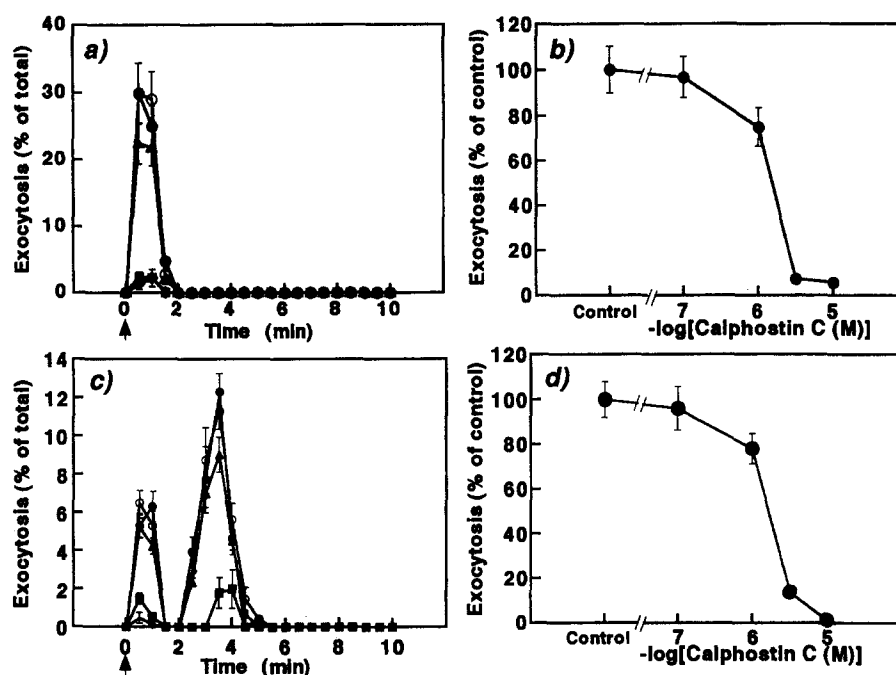 a)
Exocytosis (% of total)
40
30
20
10
0
0 2 4 6 8 10
Time (min)
b)
Exocytosis (% of control)
120
100
80
60
40
20
0
Control 7 6 5
-log[Calphostin C (M)]
c)
Exocytosis (% of total)
14
12
10
8
6
4
2
0
0 2 4 6 8 10
Time (min)
d)
Exocytosis (% of control)
120
100
80
60
40
20
0
Control 7 6 5
-log[Calphostin C (M)]